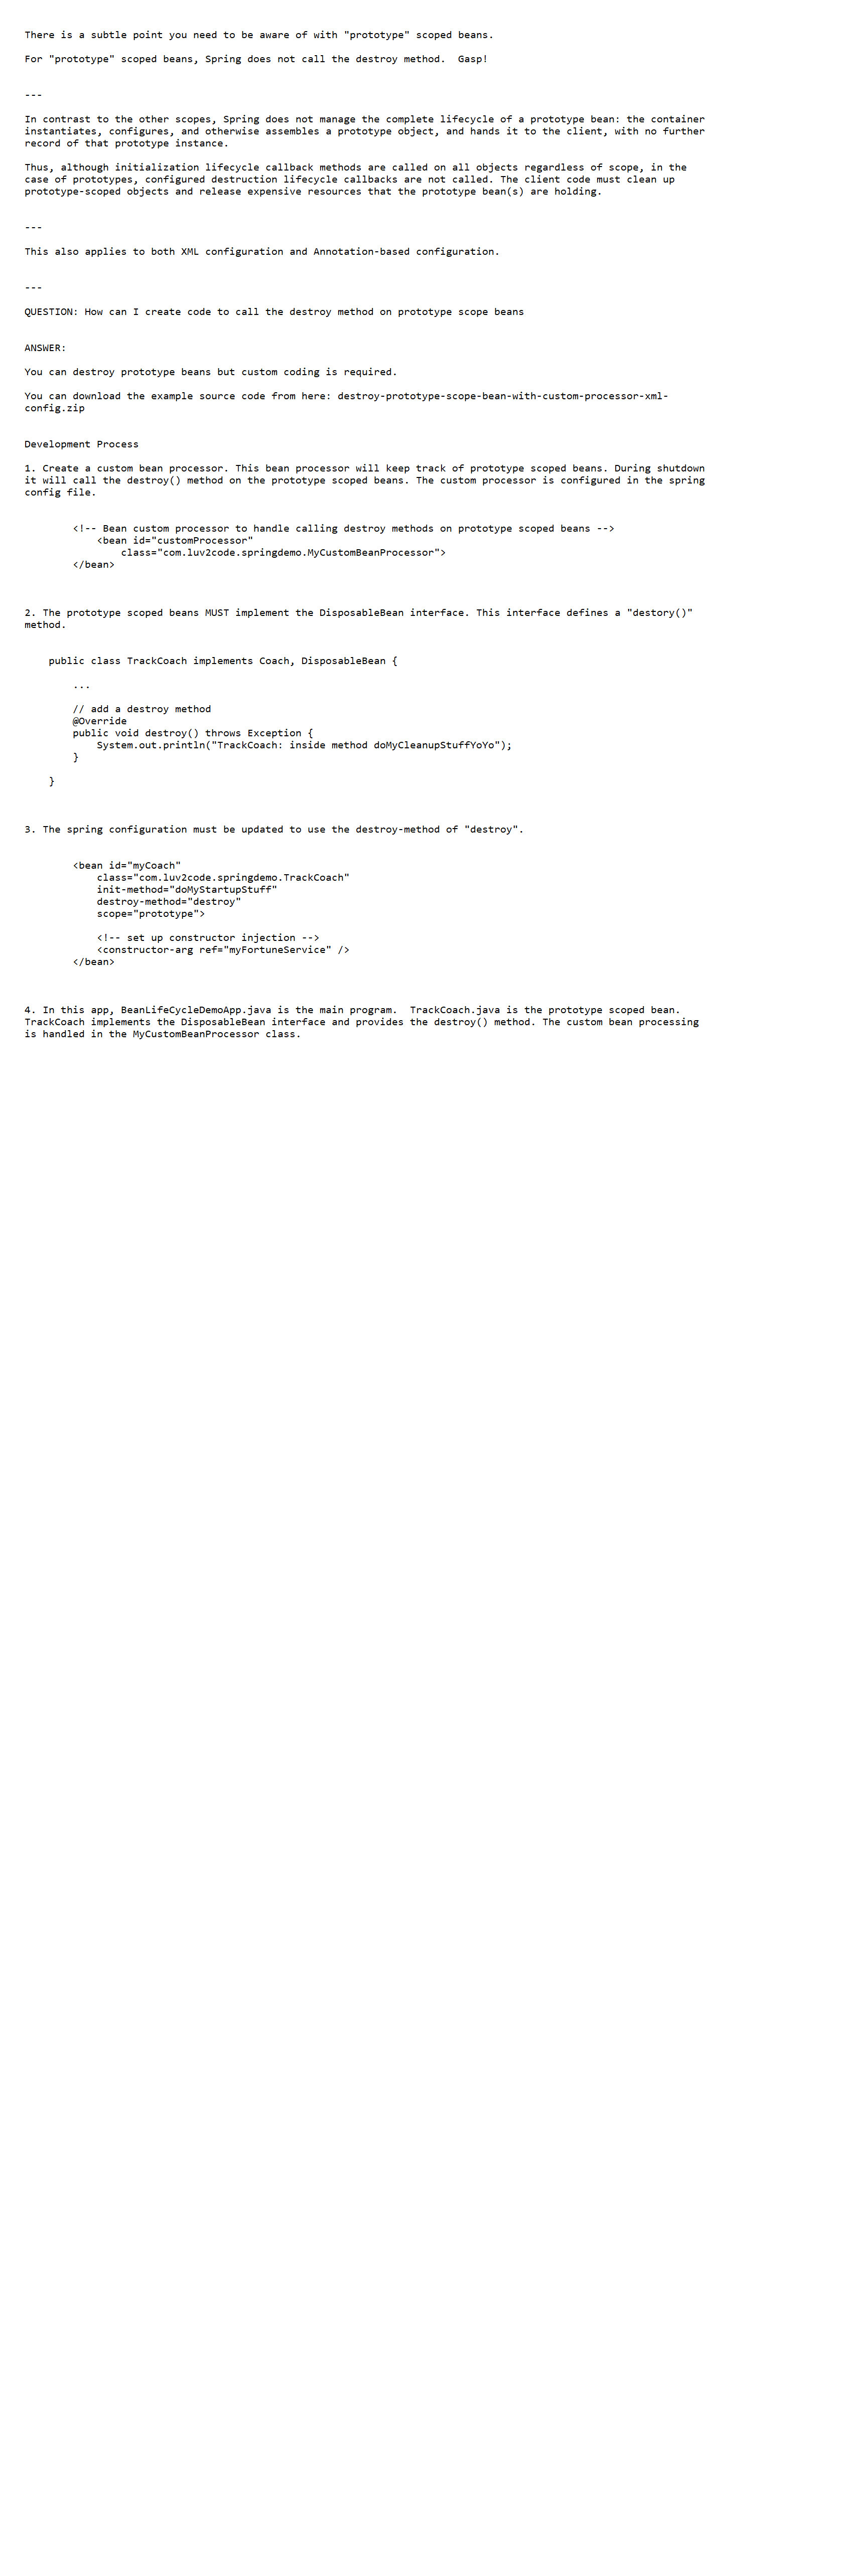 There is a subtle point you need to be aware of with "prototype" scoped beans.
For "prototype" scoped beans, Spring does not call the destroy method.  Gasp!
---
In contrast to the other scopes, Spring does not manage the complete lifecycle of a prototype bean: the container
instantiates, configures, and otherwise assembles a prototype object, and hands it to the client, with no further
record of that prototype instance.
Thus, although initialization lifecycle callback methods are called on all objects regardless of scope, in the
case of prototypes, configured destruction lifecycle callbacks are not called. The client code must clean up
prototype-scoped objects and release expensive resources that the prototype bean(s) are holding.
---
This also applies to both XML configuration and Annotation-based configuration.
---
QUESTION: How can I create code to call the destroy method on prototype scope beans
ANSWER:
You can destroy prototype beans but custom coding is required.
You can download the example source code from here: destroy-prototype-scope-bean-with-custom-processor-xml-
config.zip
Development Process
1. Create a custom bean processor. This bean processor will keep track of prototype scoped beans. During shutdown
it will call the destroy() method on the prototype scoped beans. The custom processor is configured in the spring
config file.
        <!-- Bean custom processor to handle calling destroy methods on prototype scoped beans -->
            <bean id="customProcessor"
                class="com.luv2code.springdemo.MyCustomBeanProcessor">
        </bean>
2. The prototype scoped beans MUST implement the DisposableBean interface. This interface defines a "destory()"
method.
    public class TrackCoach implements Coach, DisposableBean {
        ...
        // add a destroy method
        @Override
        public void destroy() throws Exception {
            System.out.println("TrackCoach: inside method doMyCleanupStuffYoYo");
        }
    }
3. The spring configuration must be updated to use the destroy-method of "destroy".
        <bean id="myCoach"
            class="com.luv2code.springdemo.TrackCoach"
            init-method="doMyStartupStuff"
            destroy-method="destroy"
            scope="prototype">
            <!-- set up constructor injection -->
            <constructor-arg ref="myFortuneService" />
        </bean>
4. In this app, BeanLifeCycleDemoApp.java is the main program.  TrackCoach.java is the prototype scoped bean.
TrackCoach implements the DisposableBean interface and provides the destroy() method. The custom bean processing
is handled in the MyCustomBeanProcessor class.